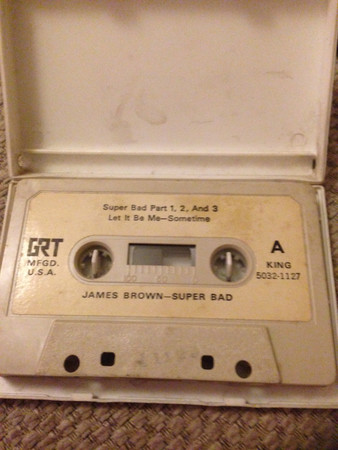 Super Bad Part 1, 2, And 3
Let It Be Me—Sometime
GRT
MFGD.
U.S.A.
A
KING
5032-1127
JAMES BROWN—SUPER BAD